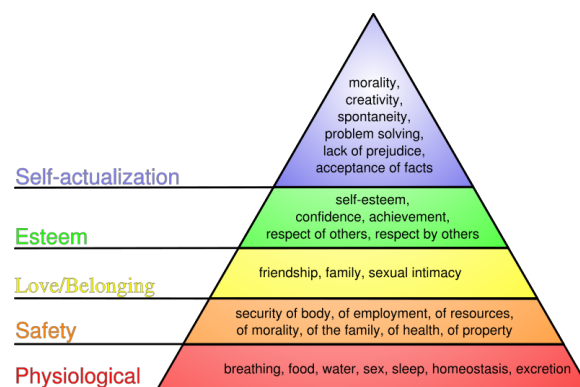 morality,
creativity,
spontaneity,
problem solving,
lack of prejudice,
acceptance of facts
Self-actualization
self-esteem,
confidence, achievement,
respect of others, respect by others
Esteem
friendship, family, sexual intimacy
Love/Belonging
security of body, of employment, of resources,
of morality, of the family, of health, of property
Safety
breathing, food, water, sex, sleep, homeostasis, excretion
Physiological